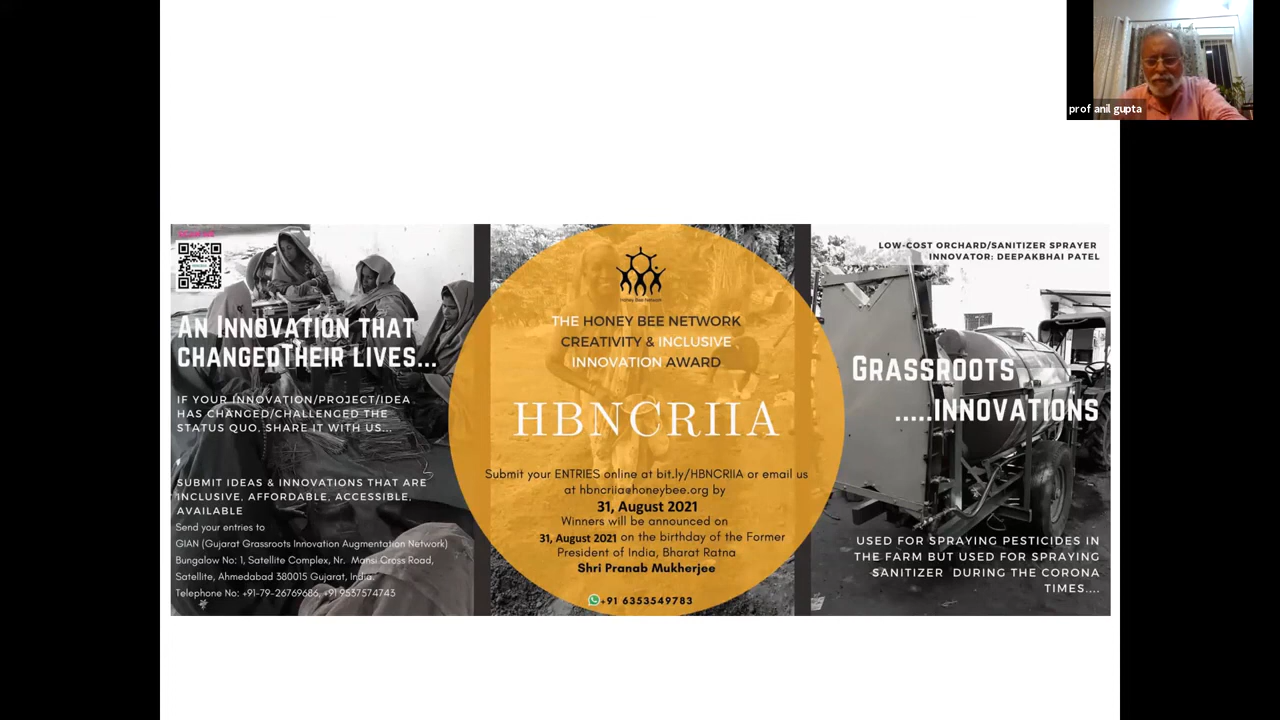 prof anil gupta
AN INNOVATION THAT
CHANGEDTHEIR LIVES...
IF YOUR INNOVATION/PROJECT/IDEA
HAS CHANGED/CHALLENGED THE
STATUS QUO. SHARE IT WITH US...
SUBMIT IDEAS & INNOVATIONS THAT ARE
INCLUSIVE, AFFORDABLE, ACCESSIBLE,
AVAILABLE
Send your entries to
GIAN (Gujarat Grassroots Innovation Augmentation Network)
Bungalow No: 1, Satellite Complex, Nr. Mansi Cross Road,
Satellite, Ahmedabad 380015 Gujarat, India.
Telephone No: +91-79-26769686, +91 9537574743
Honey Bee Network
THE HONEY BEE NETWORK
CREATIVITY & INCLUSIVE
INNOVATION AWARD
HBNCRIIA
Submit your ENTRIES online at bit.ly/HBNCRIIA or email us
at hbncriia@honeybee.org by
31, August 2021
Winners will be announced on
31, August 2021 on the birthday of the Former
President of India, Bharat Ratna
Shri Pranab Mukherjee
+91 6353549783
LOW-COST ORCHARD/SANITIZER SPRAYER
INNOVATOR: DEEPAKBHAI PATEL
GRASSROOTS
.....INNOVATIONS
USED FOR SPRAYING PESTICIDES IN
THE FARM BUT USED FOR SPRAYING
SANITIZER DURING THE CORONA
TIMES....